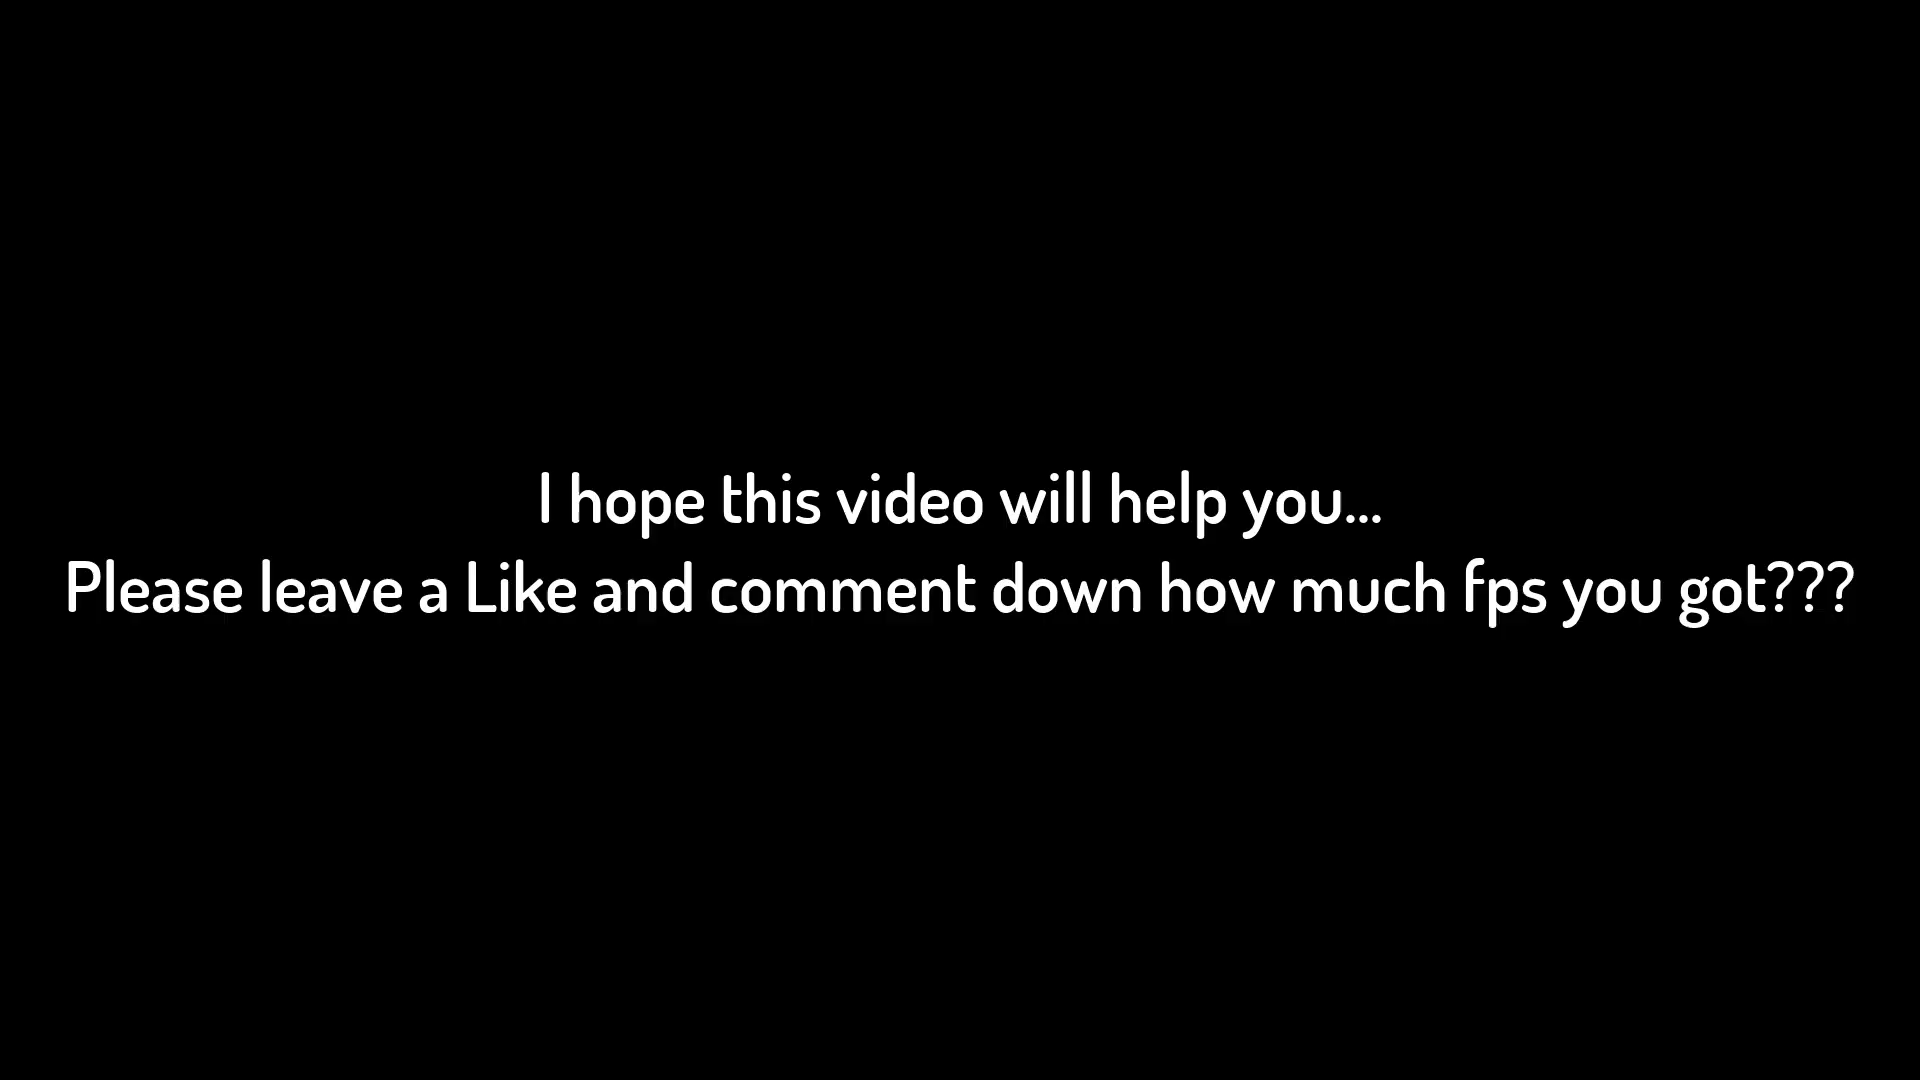 I hope this video will help you...
Please leave a Like and comment down how much fps you got???